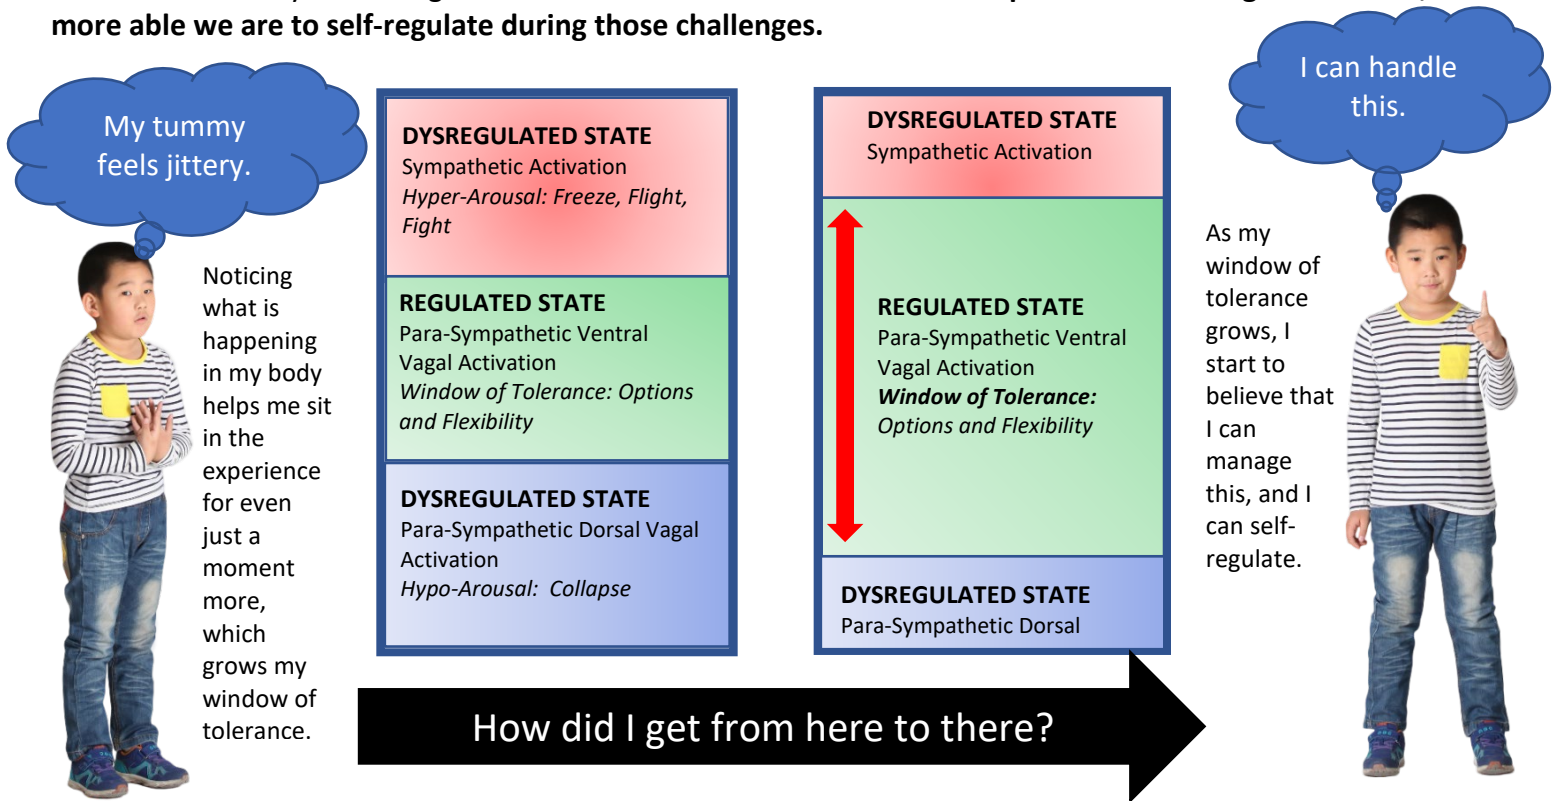 more able we are to self-regulate during those challenges.
My tummy
feels jittery.
Noticing
what is
happening
in my body
helps me sit
in the
experience
for even
just a
moment
more,
which
grows my
window of
tolerance.
DYSREGULATED STATE
Sympathetic Activation
Hyper-Arousal: Freeze, Flight,
Fight
REGULATED STATE
Para-Sympathetic Ventral
Vagal Activation
Window of Tolerance: Options
and Flexibility
DYSREGULATED STATE
Para-Sympathetic Dorsal Vagal
Activation
Hypo-Arousal: Collapse
DYSREGULATED STATE
Sympathetic Activation
REGULATED STATE
Para-Sympathetic Ventral
Vagal Activation
Window of Tolerance:
Options and Flexibility
DYSREGULATED STATE
Para-Sympathetic Dorsal
I can handle
this.
As my
window of
tolerance
grows, I
start to
believe that
I can
manage
this, and I
can self-
regulate.
How did I get from here to there?